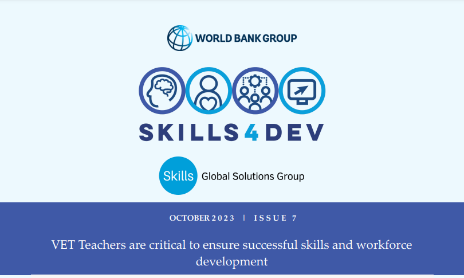 WORLD BANK GROUP
SKILLS4DEV
Skills Global Solutions Group
OCTOBER 2023 | ISSUE 7
VET Teachers are critical to ensure successful skills and workforce
development